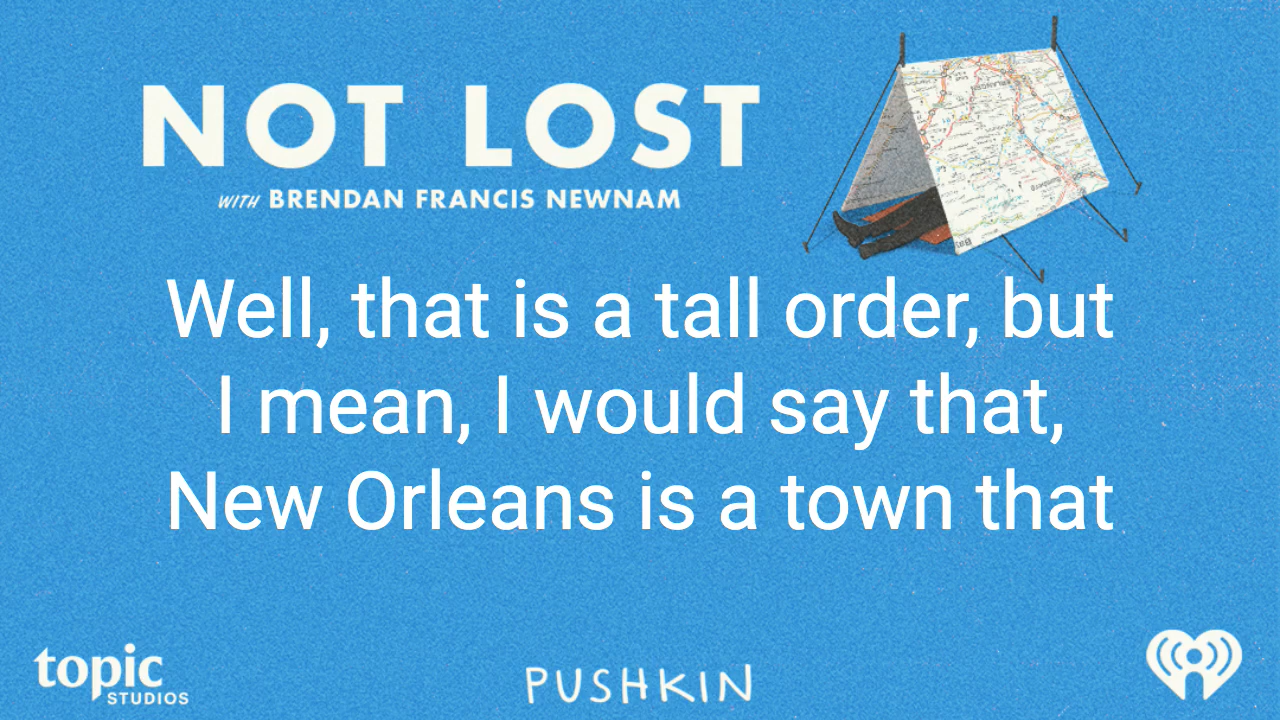 NOT LOST
WITH BRENDAN FRANCIS NEWNAM
Well, that is a tall order, but
I mean, I would say that,
New Orleans is a town that
topic
STUDIOS
PUSHKIN